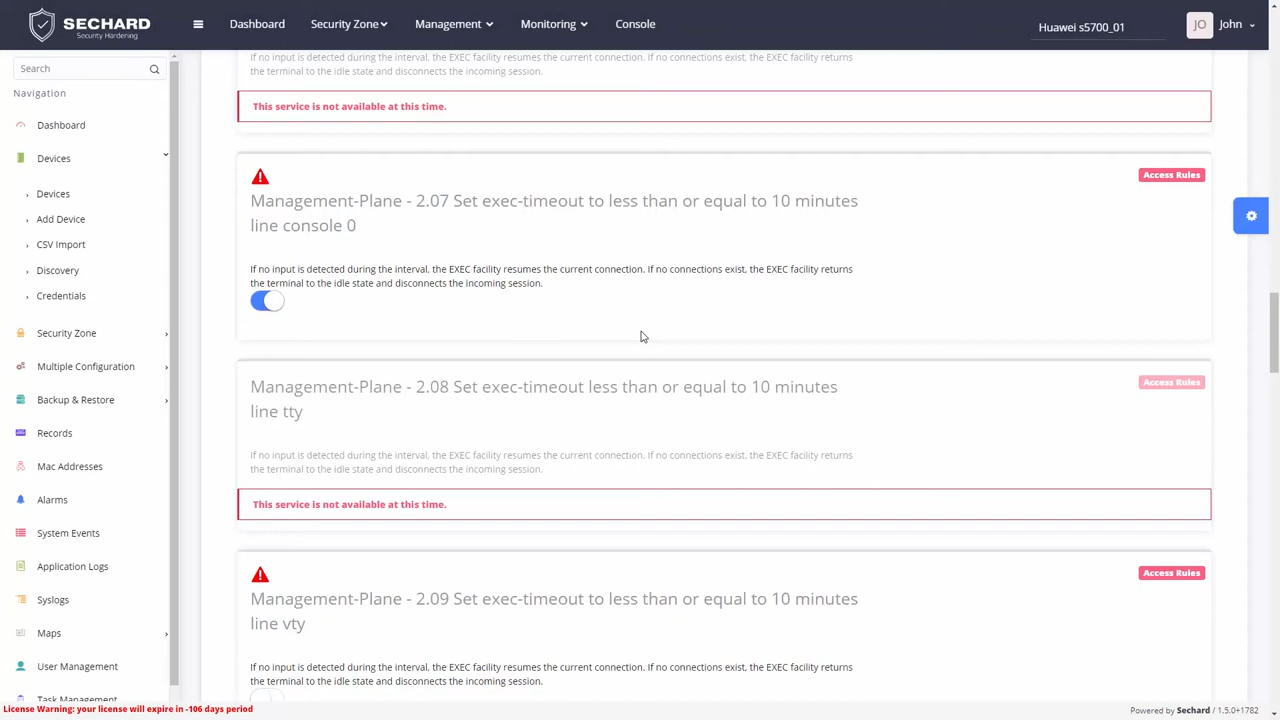 SECHARD
Security Hardening
Dashboard
Security Zone
Management
Monitoring
Console
Huawei s5700_01
JO
John
Search
Navigation
Dashboard
Devices
Devices
Add Device
CSV Import
Discovery
Credentials
Security Zone
Multiple Configuration
Backup & Restore
Records
Mac Addresses
Alarms
System Events
Application Logs
Syslogs
Maps
User Management
Task Management
If no input is detected during the interval, the EXEC facility resumes the current connection. If no connections exist, the EXEC facility returns
the terminal to the idle state and disconnects the incoming session.
This service is not available at this time.
Access Rules
Management-Plane - 2.07 Set exec-timeout to less than or equal to 10 minutes
line console 0
If no input is detected during the interval, the EXEC facility resumes the current connection. If no connections exist, the EXEC facility returns
the terminal to the idle state and disconnects the incoming session.
Access Rules
Management-Plane - 2.08 Set exec-timeout less than or equal to 10 minutes
line tty
If no input is detected during the interval, the EXEC facility resumes the current connection. If no connections exist, the EXEC facility returns
the terminal to the idle state and disconnects the incoming session.
This service is not available at this time.
Access Rules
Management-Plane - 2.09 Set exec-timeout to less than or equal to 10 minutes
line vty
If no input is detected during the interval, the EXEC facility resumes the current connection. If no connections exist, the EXEC facility returns
the terminal to the idle state and disconnects the incoming session.
License Warning: your license will expire in -106 days period
Powered by Sechard / 1.5.0+1782